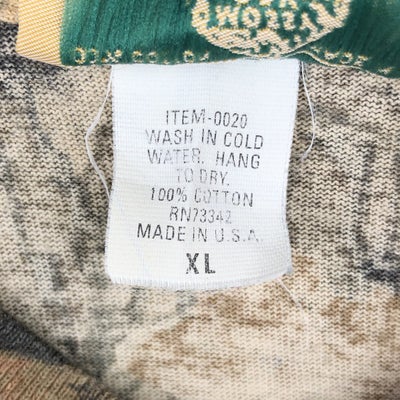 ITEM-0020
WASH IN COLD
WATER. HANG
TO DRY.
100% COTTON
RN73342
MADE IN U.S.A.
XL